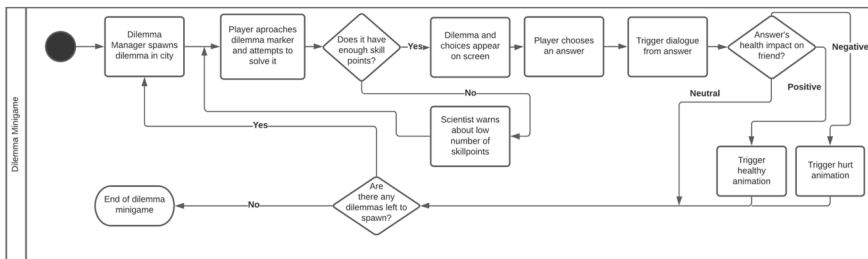 Dilemma Minigame
Dilemma
Manager spawns
dilemma in city
Player aproaches
dilemma marker
and attempts to
solve it
Does it have
enough skill
points?
Yes
Dilemma and
choices appear
on screen
Player chooses
an answer
Trigger dialogue
from answer
Answer's
health impact on
friend?
Negative
Positive
Neutral
No
Scientist warns
about low
number of
skillpoints
Yes
Trigger
healthy
animation
Trigger hurt
animation
Are
there any
dilemmas left to
spawn?
No
End of dilemma
minigame